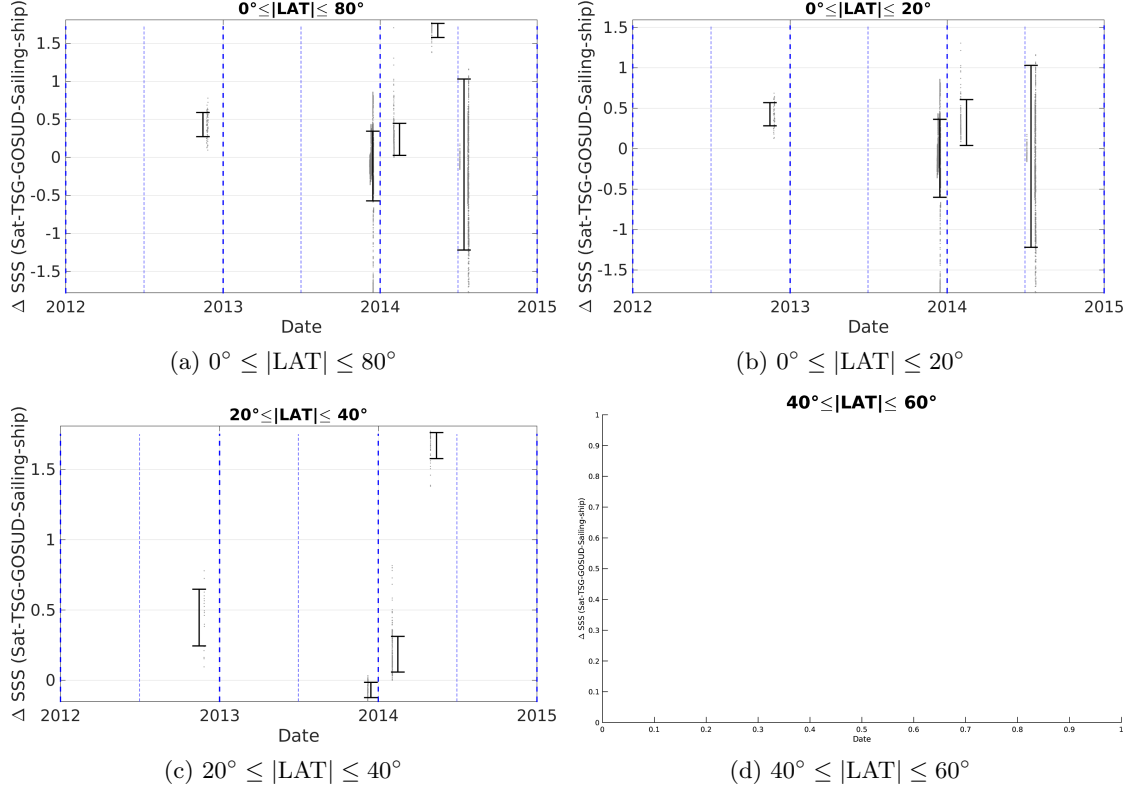 0°≤|LAT|≤ 80°
Δ SSS (Sat-TSG-GOSUD-Sailing-ship)
1.5
1
0.5
0
-0.5
-1
-1.5
2012 2013 2014 2015
Date
(a) 0° ≤ |LAT| ≤ 80°
0°≤|LAT|≤ 20°
Δ SSS (Sat-TSG-GOSUD-Sailing-ship)
1.5
1
0.5
0
-0.5
-1
-1.5
2012 2013 2014 2015
Date
(b) 0° ≤ |LAT| ≤ 20°
20°≤|LAT|≤ 40°
Δ SSS (Sat-TSG-GOSUD-Sailing-ship)
1.5
1
0.5
0
2012 2013 2014 2015
Date
(c) 20° ≤ |LAT| ≤ 40°
40°≤|LAT|≤ 60°
Δ SSS (Sat-TSG-GOSUD-Sailing-ship)
1
0.9
0.8
0.7
0.6
0.5
0.4
0.3
0.2
0.1
0
0 0.1 0.2 0.3 0.4 0.5 0.6 0.7 0.8 0.9 1
Date
(d) 40° ≤ |LAT| ≤ 60°